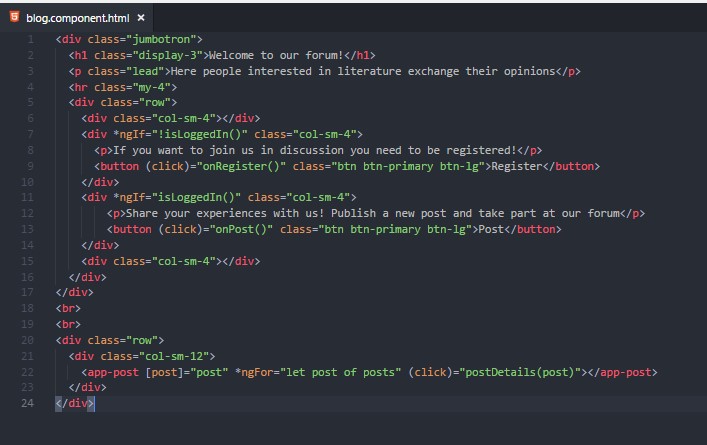 blog.component.html ×
1 <div class="jumbotron">
2 <h1 class="display-3">Welcome to our forum!</h1>
3 <p class="lead">Here people interested in literature exchange their opinions</p>
4 <hr class="my-4">
5 <div class="row">
6 <div class="col-sm-4"></div>
7 <div *ngIf="!isLoggedIn()" class="col-sm-4">
8 <p>If you want to join us in discussion you need to be registered!</p>
9 <button (click)="onRegister()" class="btn btn-primary btn-lg">Register</button>
10 </div>
11 <div *ngIf="isLoggedIn()" class="col-sm-4">
12 <p>Share your experiences with us! Publish a new post and take part at our forum</p>
13 <button (click)="onPost()" class="btn btn-primary btn-lg">Post</button>
14 </div>
15 <div class="col-sm-4"></div>
16 </div>
17 </div>
18 <br>
19 <br>
20 <div class="row">
21 <div class="col-sm-12">
22 <app-post [post]="post" *ngFor="let post of posts" (click)="postDetails(post)"></app-post>
23 </div>
24 </div>